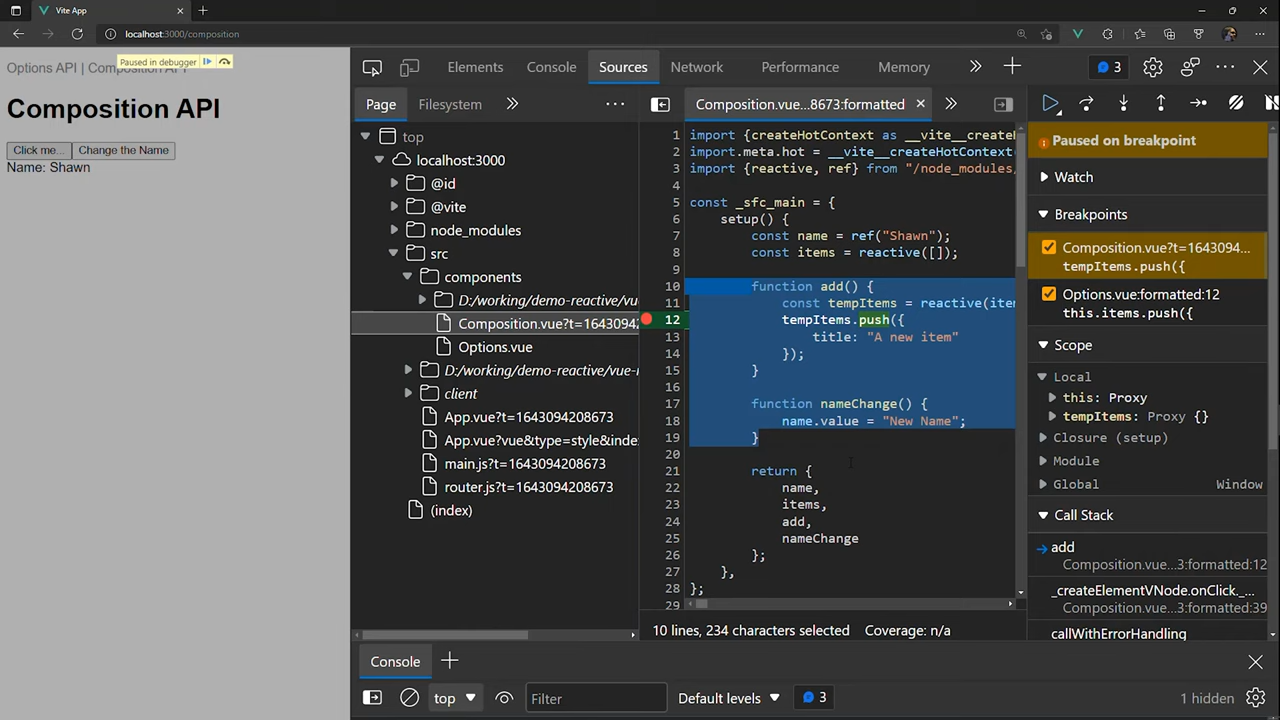 Vite App
localhost:3000/composition
Paused in debugger
Options API | Composition API
Composition API
Click me...
Change the Name
Name: Shawn
Elements
Console
Sources
Network
Performance
Memory
3
Page
Filesystem
Composition.vue...8673:formatted
top
localhost:3000
@id
@vite
node_modules
src
components
D:/working/demo-reactive/vue
Composition.vue?t=1643094
Options.vue
D:/working/demo-reactive/vue-
client
App.vue?t=1643094208673
App.vue?vue&type=style&inde
main.js?t=1643094208673
router.js?t=1643094208673
(index)
1 import {createHotContext as __vite__createH
2 import.meta.hot = __vite__createHotContext
3 import {reactive, ref} from "/node_modules/
4
5 const _sfc_main = {
6 setup() {
7 const name = ref("Shawn");
8 const items = reactive([]);
9
10 function add() {
11 const tempItems = reactive(item
12 tempItems.push({
13 title: "A new item"
14 });
15 }
16
17 function nameChange() {
18 name.value = "New Name";
19 }
20
21 return {
22 name,
23 items,
24 add,
25 nameChange
26 };
27 },
28 };
29
10 lines, 234 characters selected
Coverage: n/a
Paused on breakpoint
Watch
Breakpoints
Composition.vue?t=1643094...
tempItems.push({
Options.vue:formatted:12
this.items.push({
Scope
Local
this: Proxy
tempItems: Proxy {}
Closure (setup)
Module
Global
Window
Call Stack
add
Composition.vue...3:formatted:12
_createElementVNode.onClick._...
Composition.vue...3:formatted:39
callWithErrorHandling
Console
top
Filter
Default levels
3
1 hidden